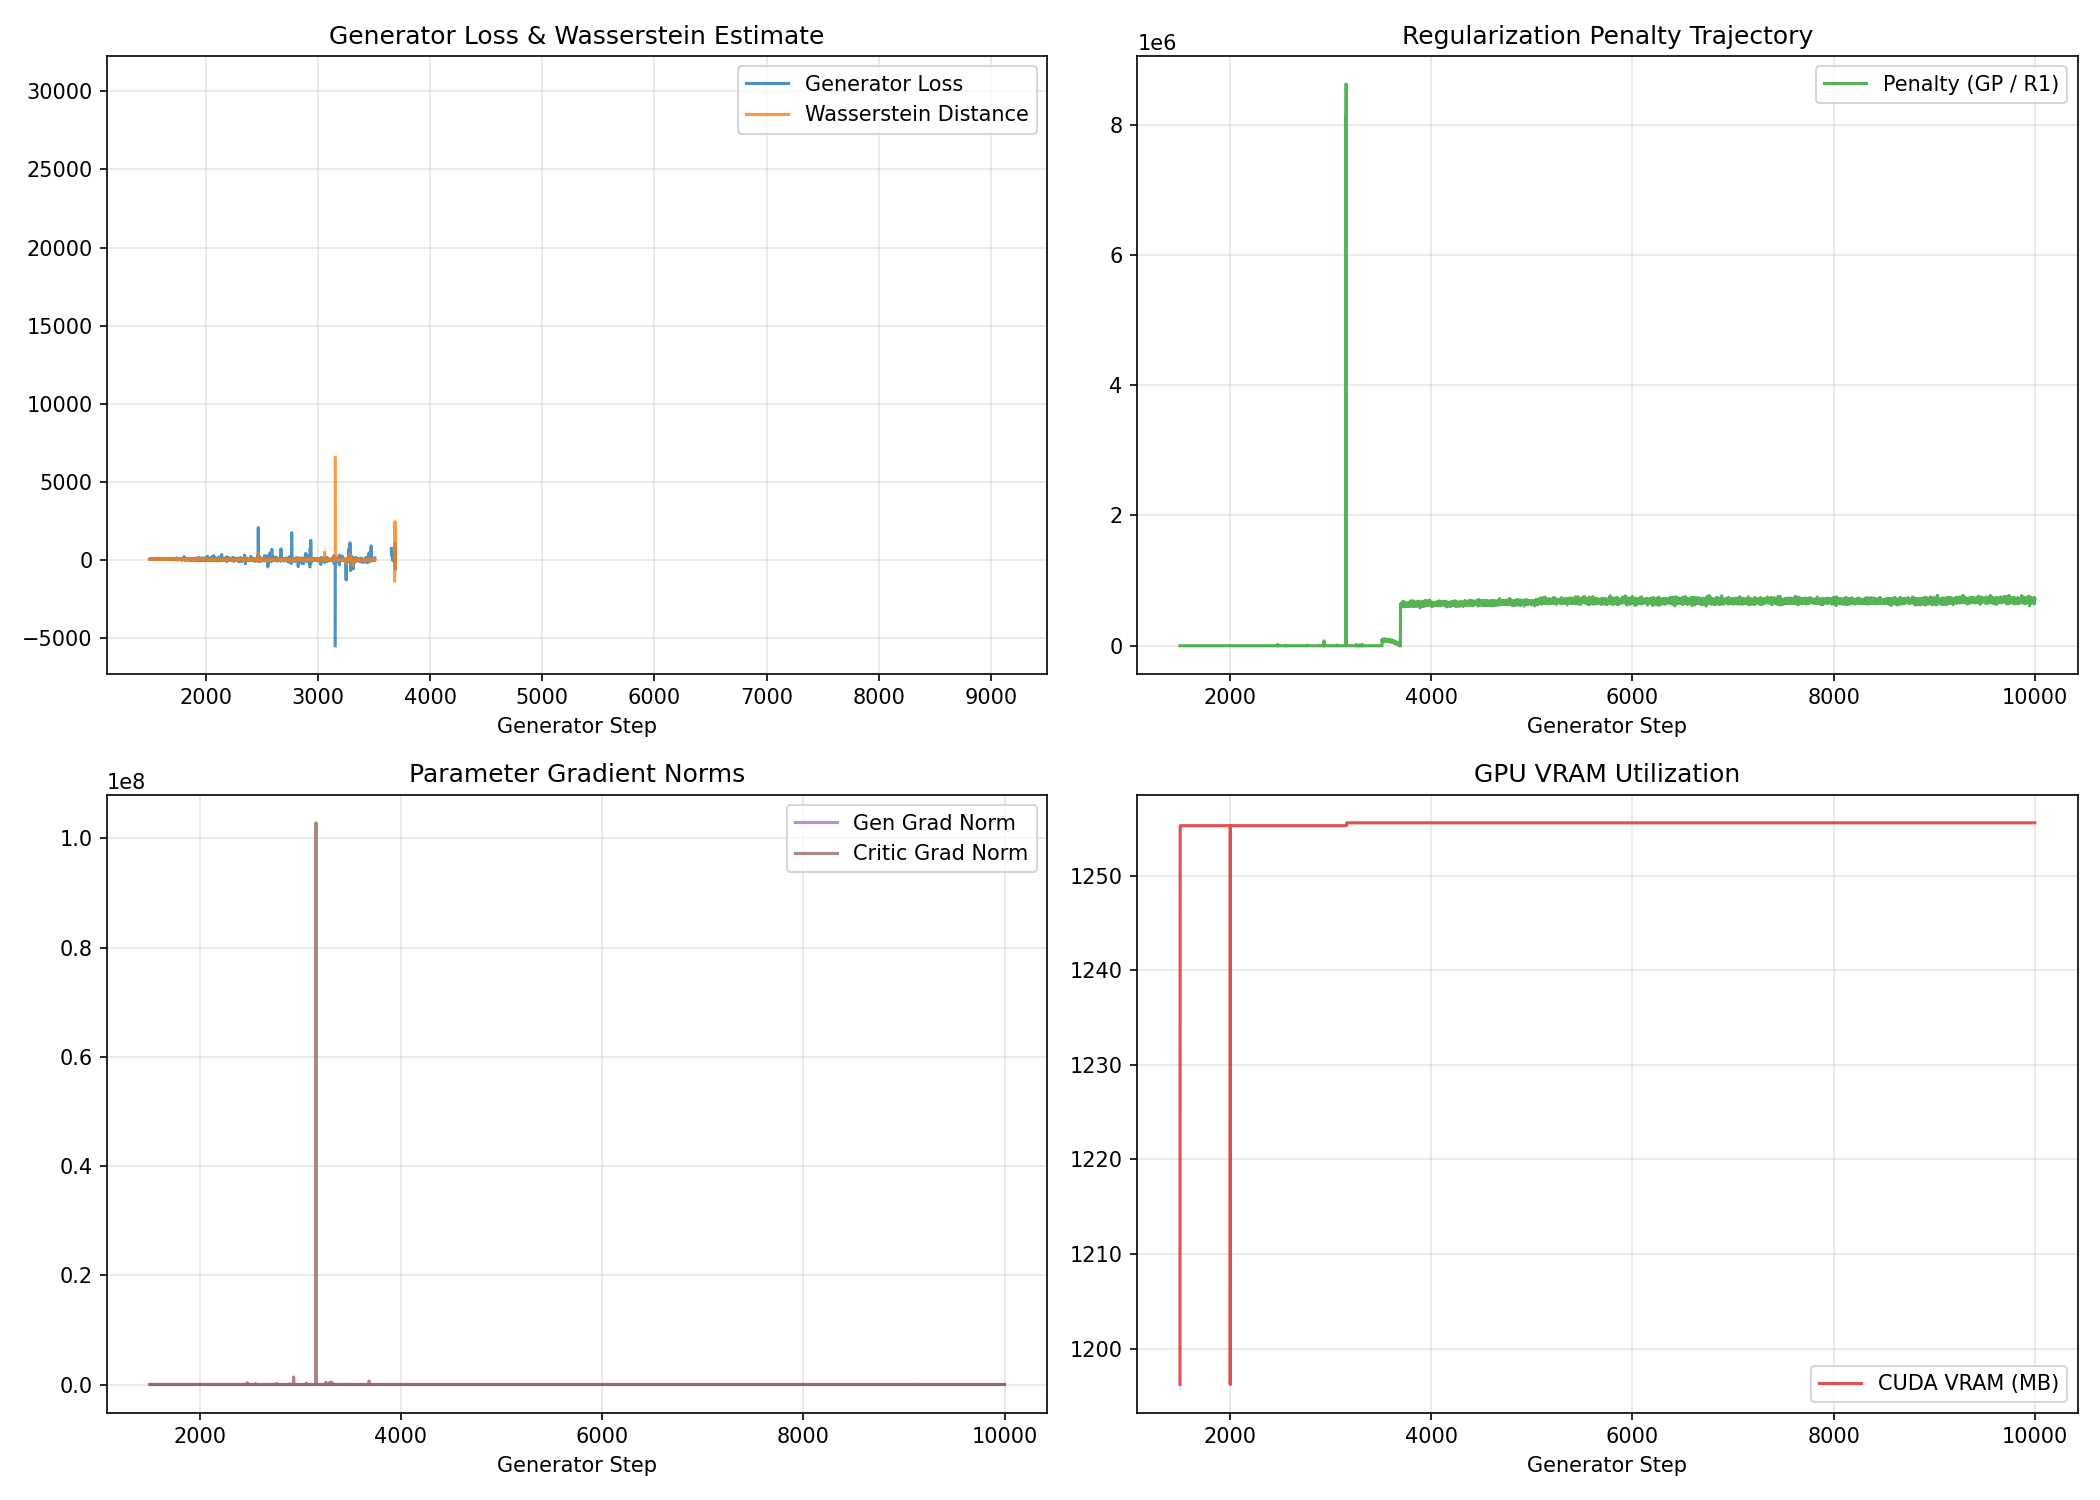 Generator Loss & Wasserstein Estimate
30000
25000
20000
15000
10000
5000
0
−5000
Generator Loss
Wasserstein Distance
2000 3000 4000 5000 6000 7000 8000 9000
Generator Step
Regularization Penalty Trajectory
1e6
8
6
4
2
0
Penalty (GP / R1)
2000 4000 6000 8000 10000
Generator Step
Parameter Gradient Norms
1e8
1.0
0.8
0.6
0.4
0.2
0.0
Gen Grad Norm
Critic Grad Norm
2000 4000 6000 8000 10000
Generator Step
GPU VRAM Utilization
1250
1240
1230
1220
1210
1200
CUDA VRAM (MB)
2000 4000 6000 8000 10000
Generator Step